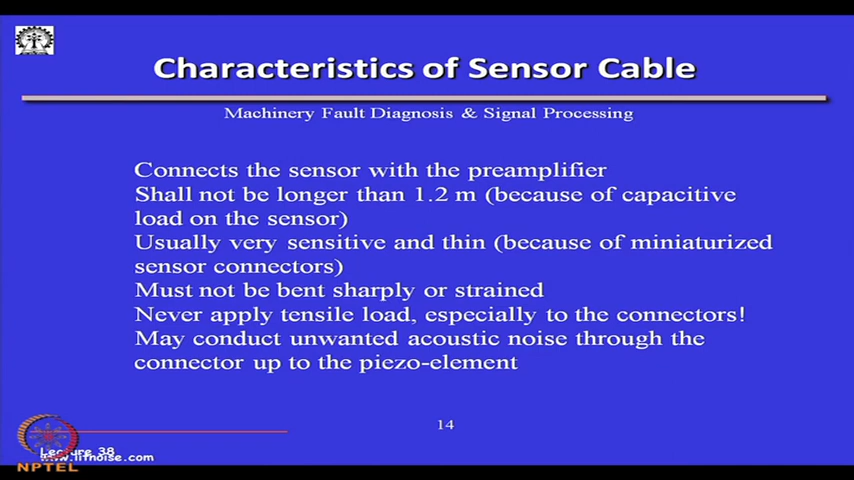 Characteristics of Sensor Cable
Machinery Fault Diagnosis & Signal Processing
Connects the sensor with the preamplifier
Shall not be longer than 1.2 m (because of capacitive
load on the sensor)
Usually very sensitive and thin (because of miniaturized
sensor connectors)
Must not be bent sharply or strained
Never apply tensile load, especially to the connectors!
May conduct unwanted acoustic noise through the
connector up to the piezo-element
14
Lecture 38
www.iitnoise.com
NPTEL